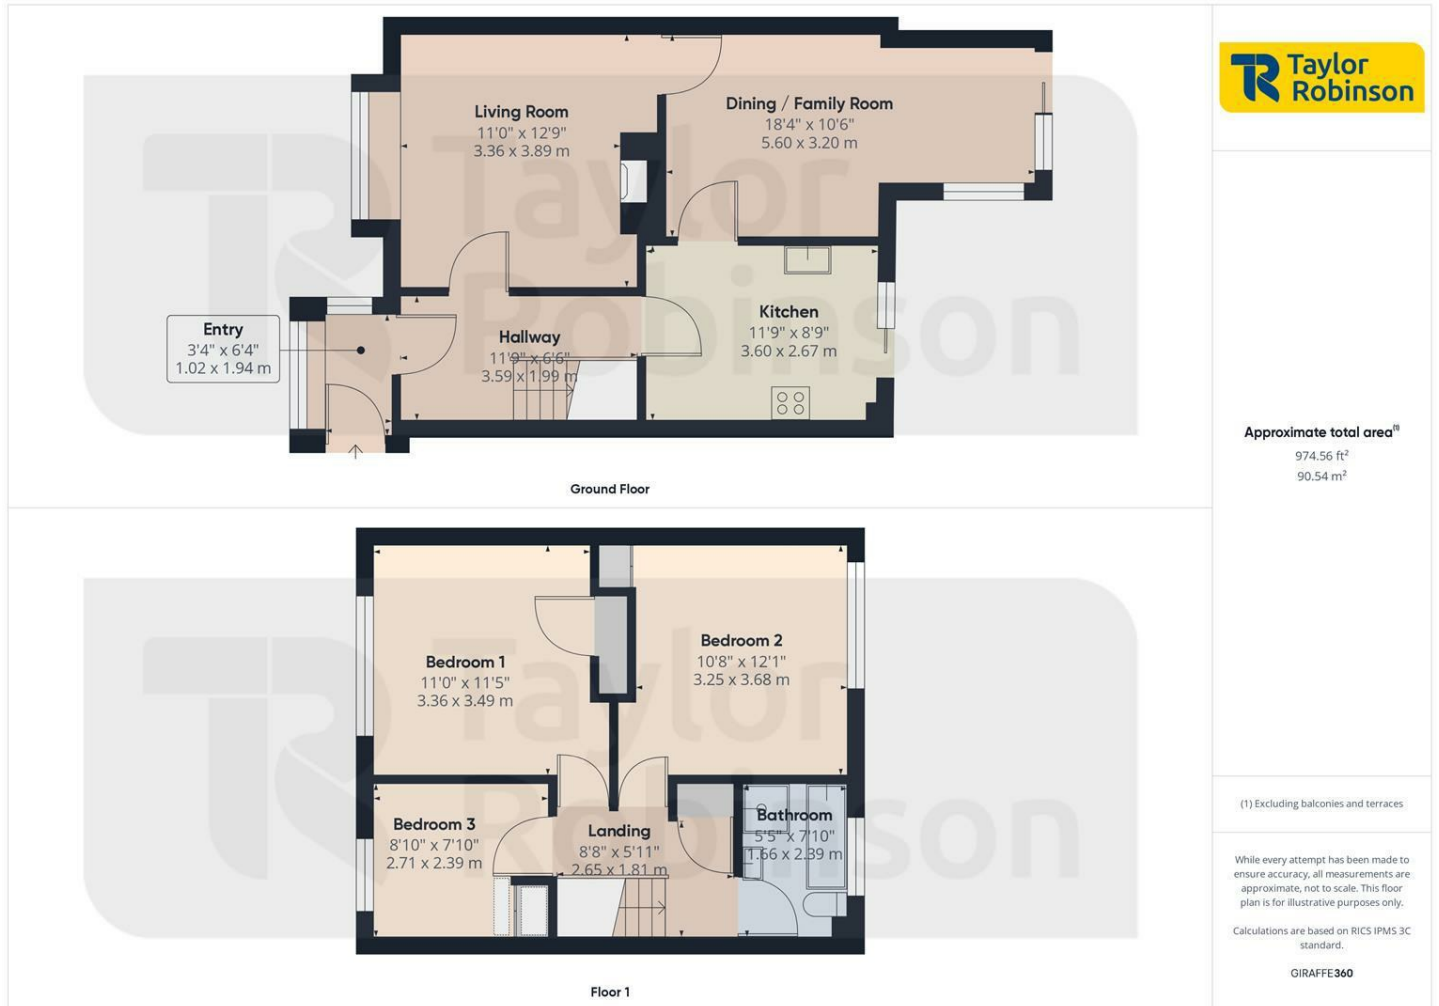 Taylor
Robinson
Living Room
11'0" x 12'9"
3.36 x 3.89 m
Dining / Family Room
18'4" x 10'6"
5.60 x 3.20 m
Entry
3'4" x 6'4"
1.02 x 1.94 m
Hallway
11'9" x 6'6"
3.59 x 1.99 m
Kitchen
11'9" x 8'9"
3.60 x 2.67 m
Taylor
Robinson
Ground Floor
Bedroom 1
11'0" x 11'5"
3.36 x 3.49 m
Bedroom 2
10'8" x 12'1"
3.25 x 3.68 m
Bedroom 3
8'10" x 7'10"
2.71 x 2.39 m
Landing
8'8" x 5'11"
2.65 x 1.81 m
Bathroom
5'5" x 7'10"
1.66 x 2.39 m
Taylor
Robinson
Floor 1
Approximate total area(1)
974.56 ft²
90.54 m²
(1) Excluding balconies and terraces
While every attempt has been made to
ensure accuracy, all measurements are
approximate, not to scale. This floor
plan is for illustrative purposes only.
Calculations are based on RICS IPMS 3C
standard.
GIRAFFE360